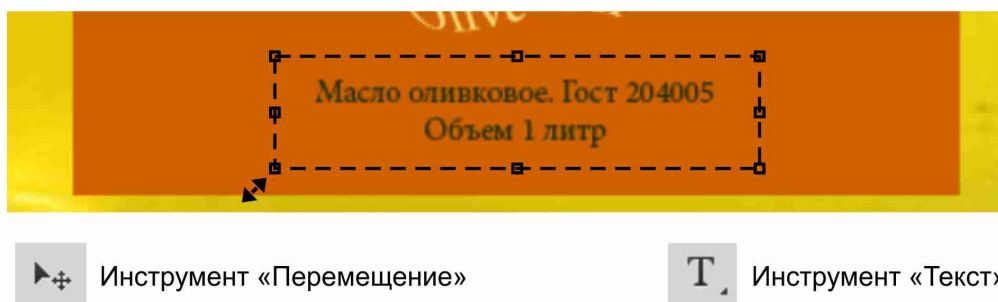 Масло оливковое. Гост 204005
Объем 1 литр
Инструмент «Перемещение»
T Инструмент «Текст»